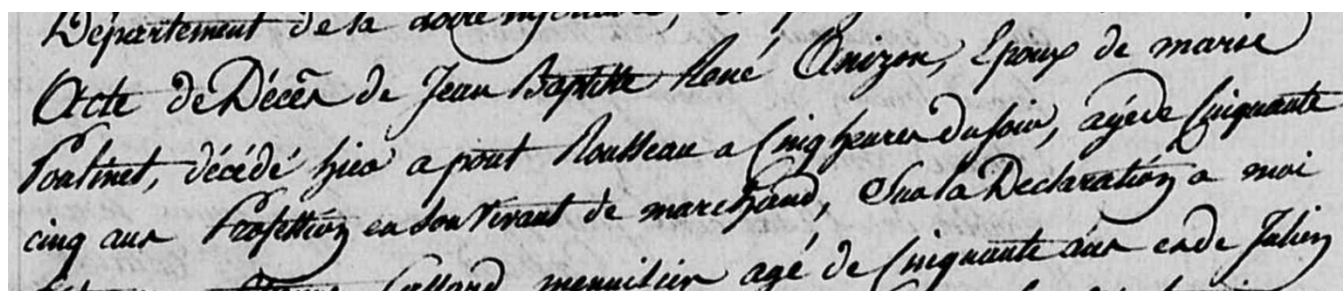 Département de la Loire inférieure,
Acte de Décès de Jean Baptiste René Anizon, Epoux de marie
décédé hier a pont Rousseau a Cinq heures du soir, agé de Cinquante
cinq ans Profession en son vivant de marchand, Sur la Declaration a moi
menuisier agé de Cinquante ans et de Julien